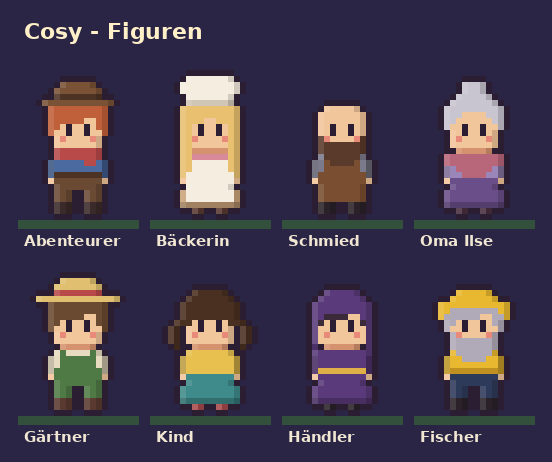 Cosy - Figuren
Abenteurer
Bäckerin
Schmied
Oma Ilse
Gärtner
Kind
Händler
Fischer